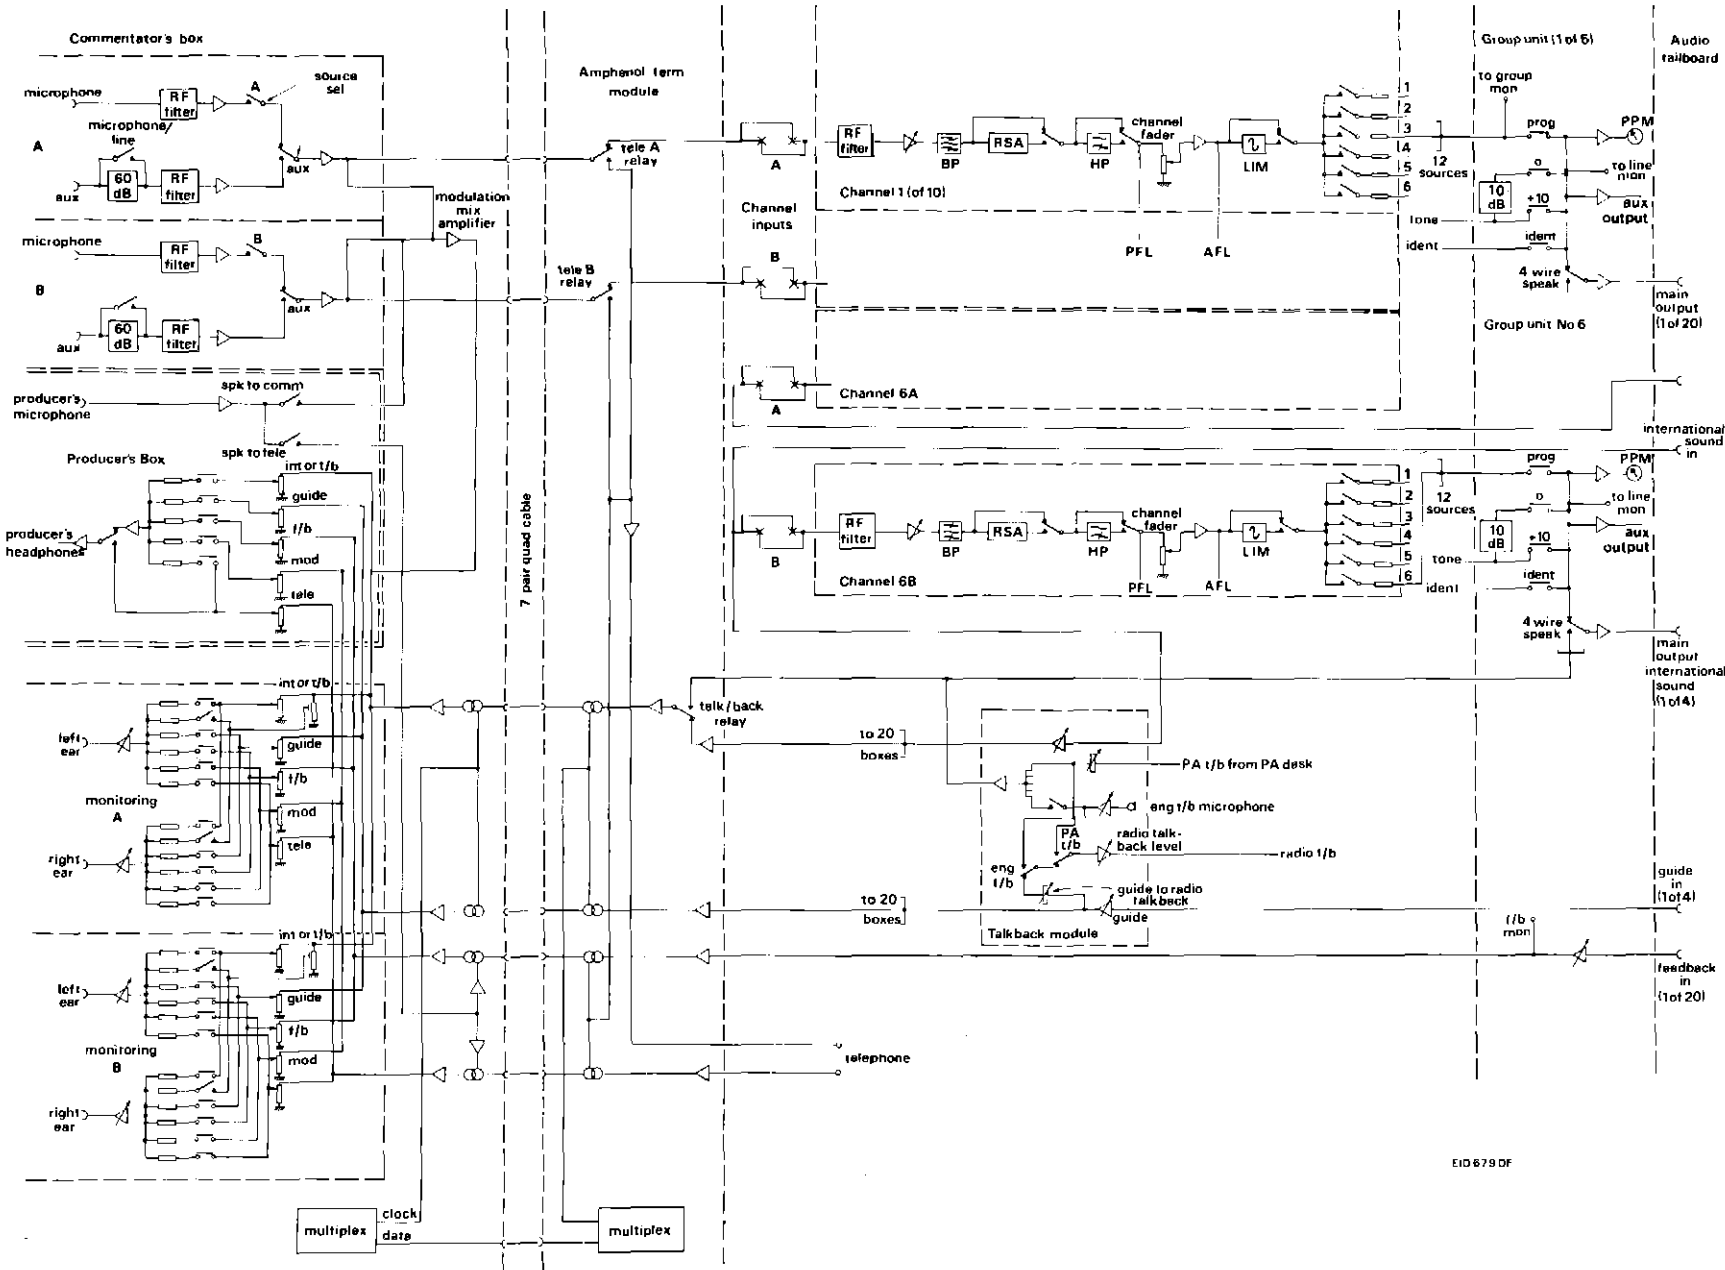 Commentator's box
microphone
RF
filter
A
source
sel
microphone/
line
A
60
dB
RF
filter
aux
aux
modulation
mix
amplifier
microphone
RF
filter
B
B
60
dB
RF
filter
aux
aux
spk to comm
producer's
microphone
spk to tele
Producer's Box
int or t/b
guide
f/b
mod
tele
producer's
headphones
int or t/b
guide
t/b
mod
tele
left
ear
monitoring
A
right
ear
int or t/b
guide
f/b
mod
left
ear
monitoring
B
right
ear
multiplex
clock
data
multiplex
7 pair quad cable
Amphenol term
module
tele A
relay
tele B
relay
talk/back
relay
A
Channel
inputs
B
A
B
RF
filter
BP
RSA
HP
channel
fader
LIM
Channel 1 (of 10)
PFL
AFL
1
2
3
4
5
6
12
sources
Channel 6A
RF
filter
BP
RSA
HP
channel
fader
LIM
Channel 6B
PFL
AFL
1
2
3
4
5
6
12
sources
Group unit (1 of 5)
to group
mon
prog
PPM
o
to line
mon
10
dB
+10
aux
output
tone
ident
ident
4 wire
speak
Group unit No 6
prog
PPM
o
to line
mon
10
dB
+10
aux
output
tone
ident
ident
4 wire
speak
Audio
railboard
main
output
(1 of 20)
international
sound
in
main
output
international
sound
(1 of 4)
guide
in
(1 of 4)
feedback
in
(1 of 20)
to 20
boxes
PA t/b from PA desk
eng t/b microphone
PA
t/b
radio talk-
back level
radio t/b
eng
t/b
guide to radio
talkback
guide
Talkback module
to 20
boxes
f/b
mon
telephone
EID 679 DF